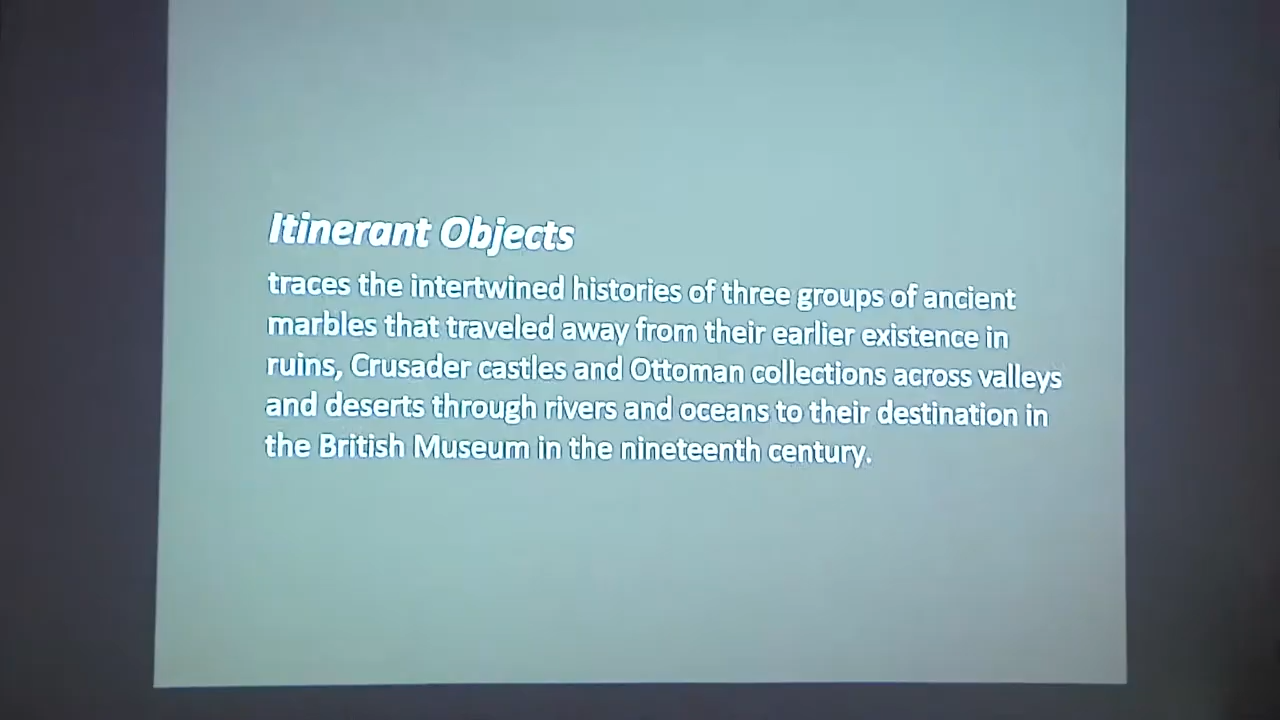 Itinerant Objects
traces the intertwined histories of three groups of ancient
marbles that traveled away from their earlier existence in
ruins, Crusader castles and Ottoman collections across valleys
and deserts through rivers and oceans to their destination in
the British Museum in the nineteenth century.